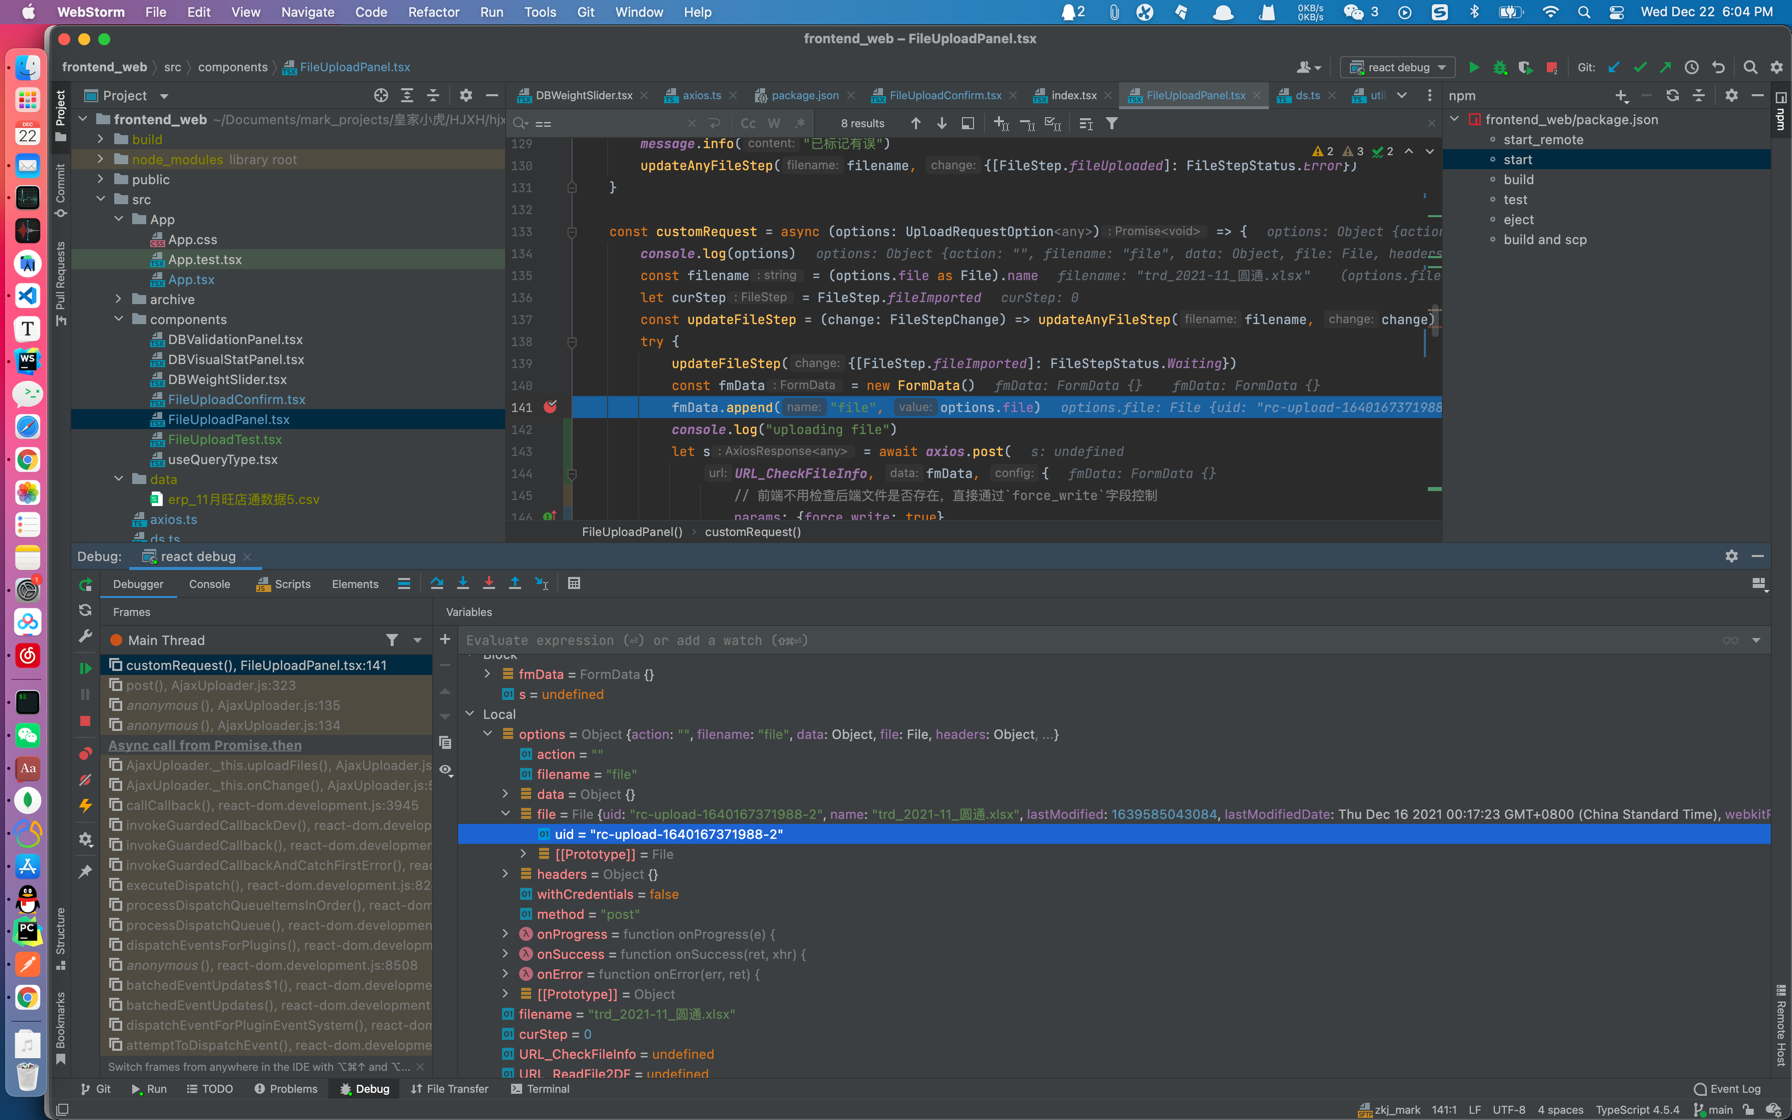 WebStorm File Edit View Navigate Code Refactor Run Tools Git Window Help 2 0KB/s 0KB/s 3 Wed Dec 22 6:04 PM
frontend_web – FileUploadPanel.tsx
frontend_web src components FileUploadPanel.tsx react debug Git:
Project
DBWeightSlider.tsx axios.ts package.json FileUploadConfirm.tsx index.tsx FileUploadPanel.tsx ds.ts uti
npm
frontend_web ~/Documents/mark_projects/皇家小虎/HJXH/hjx
build
node_modules library root
public
src
App
App.css
App.test.tsx
App.tsx
archive
components
DBValidationPanel.tsx
DBVisualStatPanel.tsx
DBWeightSlider.tsx
FileUploadConfirm.tsx
FileUploadPanel.tsx
FileUploadTest.tsx
useQueryType.tsx
data
erp_11月旺店通数据5.csv
axios.ts
ds.ts
Project
Commit
Pull Requests
Structure
Bookmarks
== Cc W .* 8 results
2 3 2
129 message.info( content: "已标记有误")
130 updateAnyFileStep( filename: filename, change: {[FileStep.fileUploaded]: FileStepStatus.Error})
131 }
132
133 const customRequest = async (options: UploadRequestOption<any>) : Promise<void> => { options: Object {action
134 console.log(options) options: Object {action: "", filename: "file", data: Object, file: File, headers
135 const filename : string = (options.file as File).name filename: "trd_2021-11_圆通.xlsx" (options.file
136 let curStep : FileStep = FileStep.fileImported curStep: 0
137 const updateFileStep = (change: FileStepChange) => updateAnyFileStep( filename: filename, change: change)
138 try {
139 updateFileStep( change: {[FileStep.fileImported]: FileStepStatus.Waiting})
140 const fmData : FormData = new FormData() fmData: FormData {} fmData: FormData {}
141 fmData.append( name: "file", value: options.file) options.file: File {uid: "rc-upload-1640167371988
142 console.log("uploading file")
143 let s : AxiosResponse<any> = await axios.post( s: undefined
144 url: URL_CheckFileInfo, data: fmData, config: { fmData: FormData {}
145 // 前端不用检查后端文件是否存在，直接通过`force_write`字段控制
146 params: {force_write: true}
FileUploadPanel() customRequest()
frontend_web/package.json
start_remote
start
build
test
eject
build and scp
npm
Remote Host
Debug: react debug
Debugger Console Scripts Elements
Frames
Main Thread
customRequest(), FileUploadPanel.tsx:141
post(), AjaxUploader.js:323
anonymous(), AjaxUploader.js:135
anonymous(), AjaxUploader.js:134
Async call from Promise.then
AjaxUploader._this.uploadFiles(), AjaxUploader.js
AjaxUploader._this.onChange(), AjaxUploader.js:
callCallback(), react-dom.development.js:3945
invokeGuardedCallbackDev(), react-dom.develop
invokeGuardedCallback(), react-dom.developmen
invokeGuardedCallbackAndCatchFirstError(), reac
executeDispatch(), react-dom.development.js:82
processDispatchQueueItemsInOrder(), react-dom
processDispatchQueue(), react-dom.developmen
dispatchEventsForPlugins(), react-dom.developm
anonymous(), react-dom.development.js:8508
batchedEventUpdates$1(), react-dom.developmen
batchedEventUpdates(), react-dom.development
dispatchEventForPluginEventSystem(), react-dom
attemptToDispatchEvent(), react-dom.developme
Switch frames from anywhere in the IDE with ⌥⌘↑ and ⌥...
Variables
Evaluate expression (⏎) or add a watch (⇧⌘⏎)
Block
fmData = FormData {}
s = undefined
Local
options = Object {action: "", filename: "file", data: Object, file: File, headers: Object, ...}
action = ""
filename = "file"
data = Object {}
file = File {uid: "rc-upload-1640167371988-2", name: "trd_2021-11_圆通.xlsx", lastModified: 1639585043084, lastModifiedDate: Thu Dec 16 2021 00:17:23 GMT+0800 (China Standard Time), webkitF
uid = "rc-upload-1640167371988-2"
[[Prototype]] = File
headers = Object {}
withCredentials = false
method = "post"
onProgress = function onProgress(e) {
onSuccess = function onSuccess(ret, xhr) {
onError = function onError(err, ret) {
[[Prototype]] = Object
filename = "trd_2021-11_圆通.xlsx"
curStep = 0
URL_CheckFileInfo = undefined
URL_ReadFile2DF = undefined
Git Run TODO Problems Debug File Transfer Terminal Event Log
zkj_mark 141:1 LF UTF-8 4 spaces TypeScript 4.5.4 main